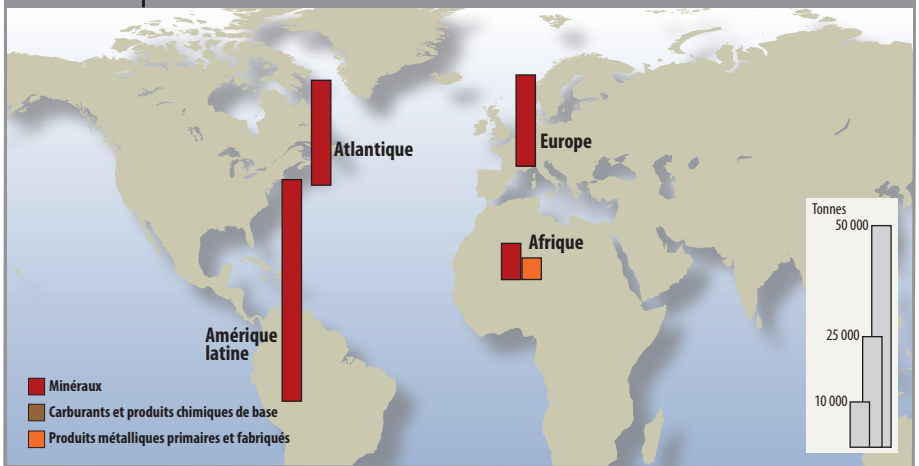 Atlantique
Europe
Afrique
Amérique
latine
Tonnes
50 000
25 000
10 000
Minéraux
Carburants et produits chimiques de base
Produits métalliques primaires et fabriqués